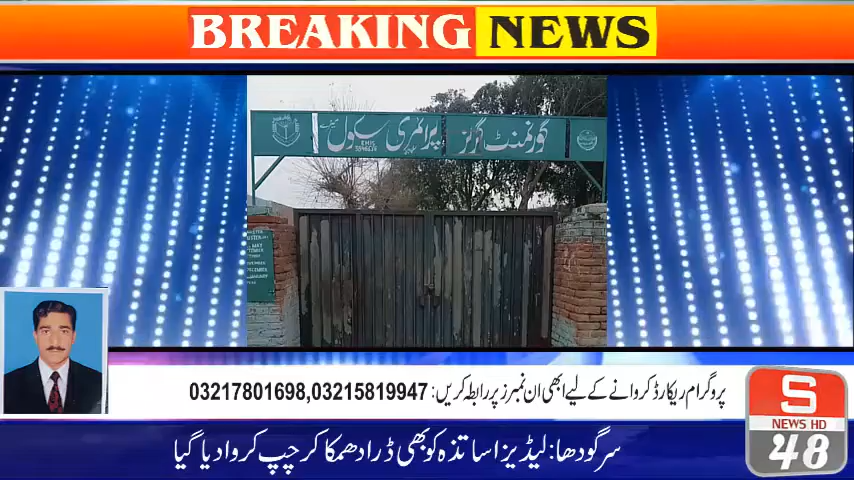 BREAKING NEWS
گورنمنٹ گرلز پرائمری سکول
EMIS
پروگرام ریکارڈ کروانے کے لیے ابھی ان نمبرز پر رابطہ کریں: 03217801698,03215819947
S
NEWS HD
48
سرگودھا: لیڈیز اساتذہ کو بھی ڈرا دھمکا کر چپ کروا دیا گیا